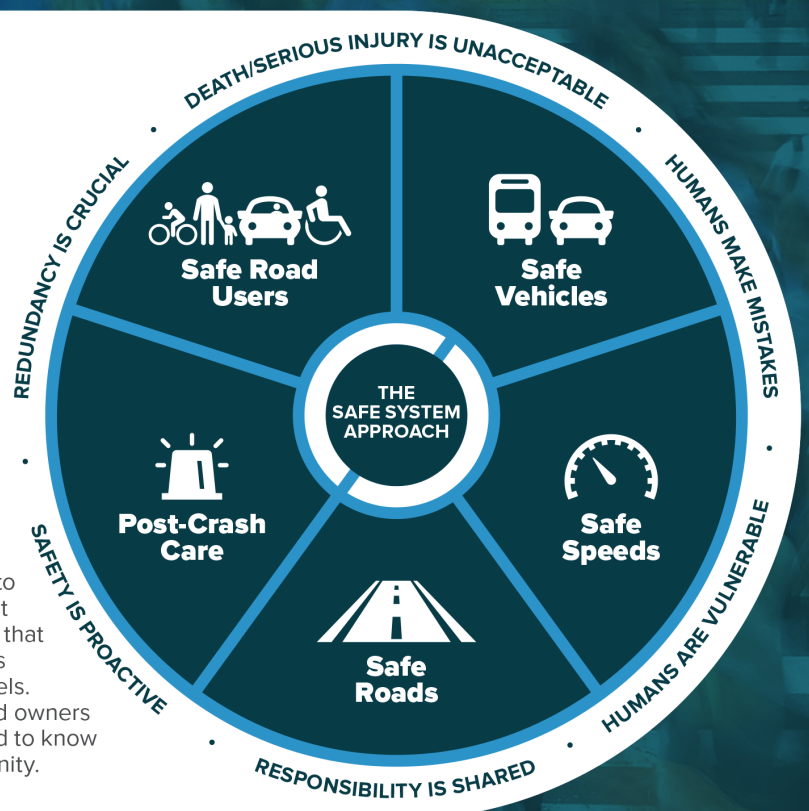 DEATH/SERIOUS INJURY IS UNACCEPTABLE
HUMANS MAKE MISTAKES
HUMANS ARE VULNERABLE
RESPONSIBILITY IS SHARED
SAFETY IS PROACTIVE
REDUNDANCY IS CRUCIAL
Safe Road
Users
Safe
Vehicles
THE
SAFE SYSTEM
APPROACH
Safe
Speeds
Safe
Roads
Post-Crash
Care
to
t
that
s
els.
d owners
d to know
nity.